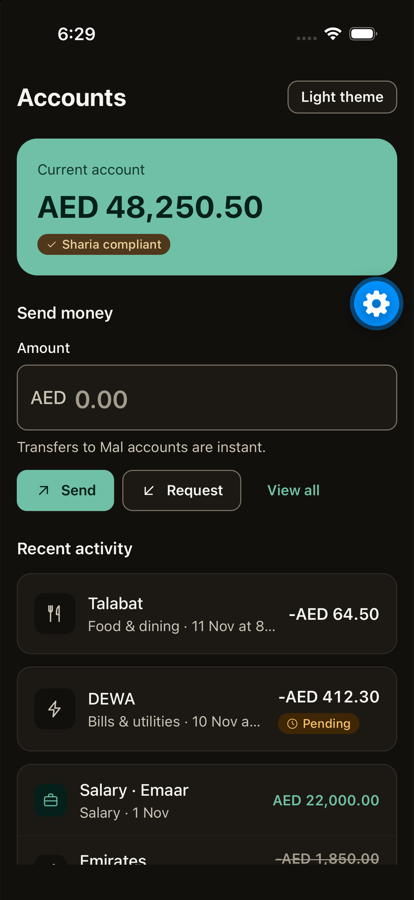 6:29
Accounts
Light theme
Current account
AED 48,250.50
Sharia compliant
Send money
Amount
AED 0.00
Transfers to Mal accounts are instant.
Send
Request
View all
Recent activity
Talabat
Food & dining · 11 Nov at 8...
-AED 64.50
DEWA
Bills & utilities · 10 Nov a...
-AED 412.30
Pending
Salary · Emaar
Salary · 1 Nov
AED 22,000.00
Emirates
-AED 1,850.00